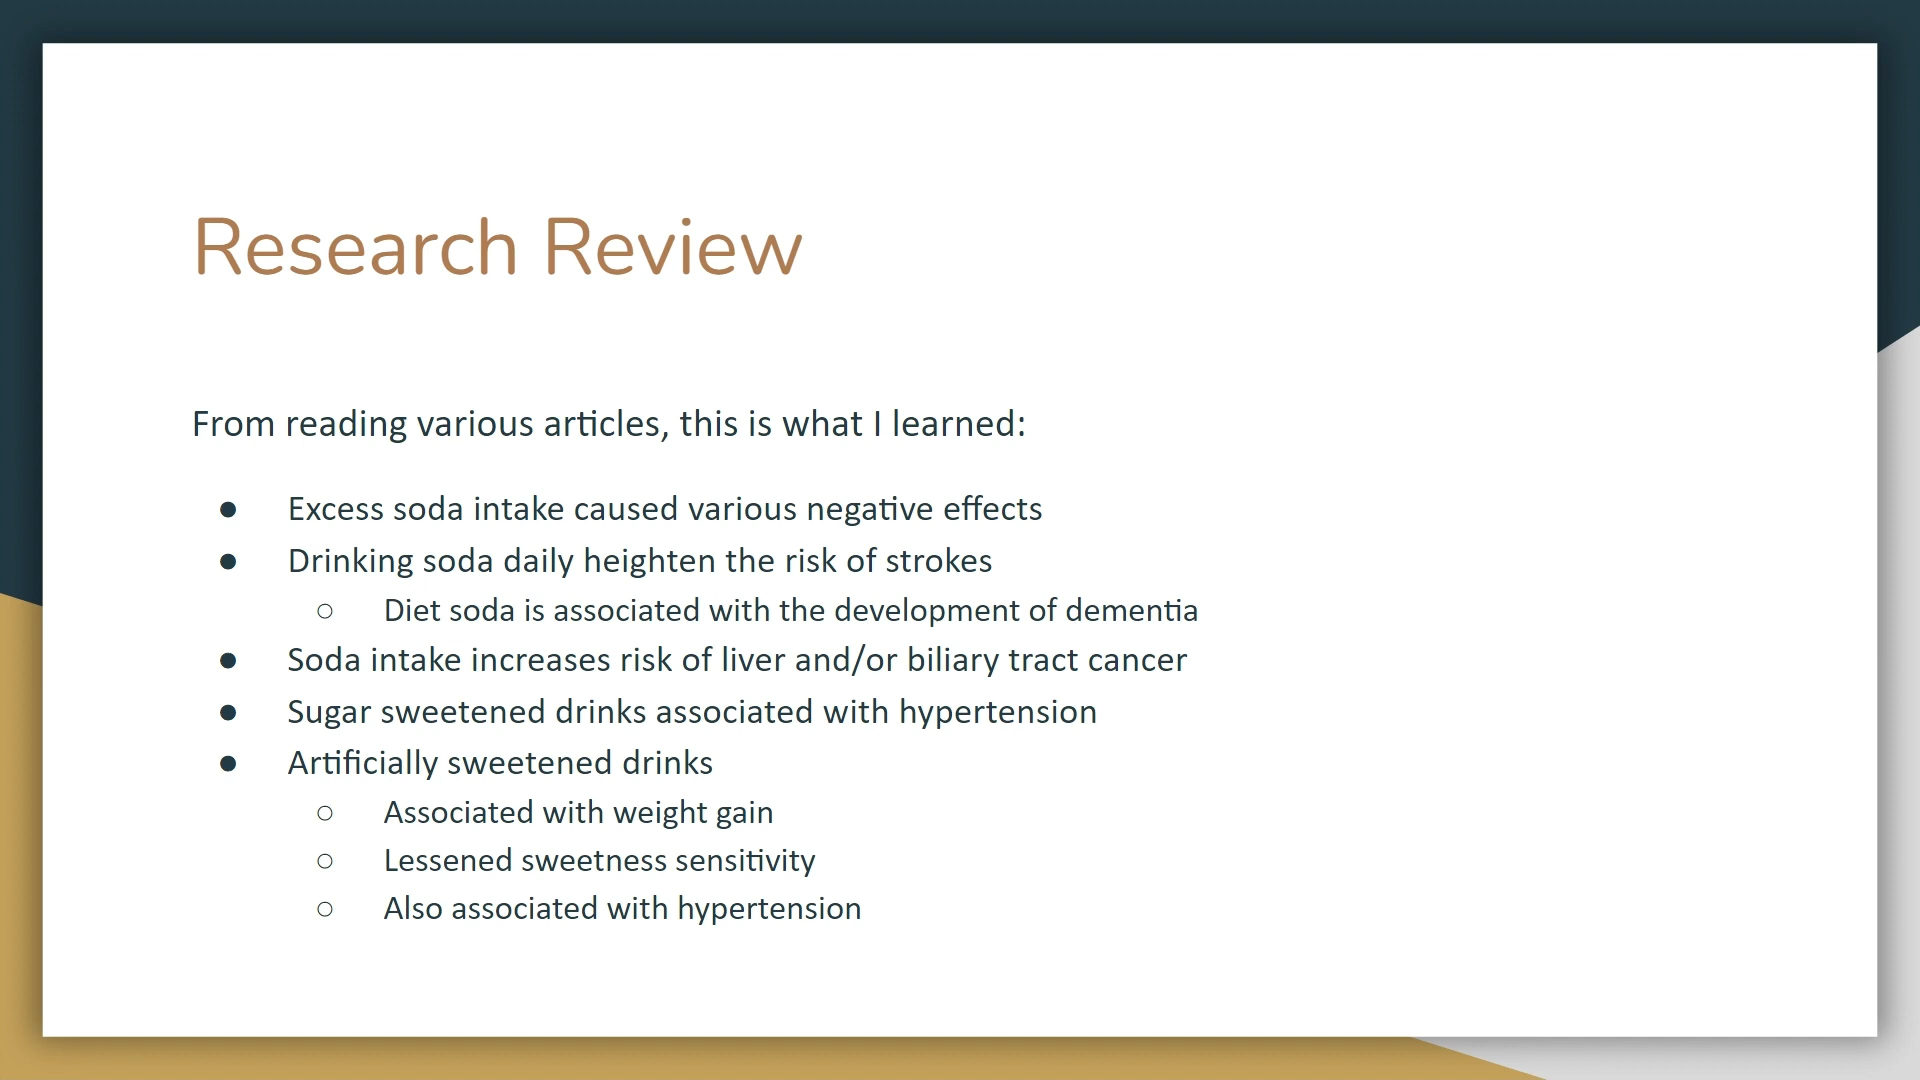 Research Review
From reading various articles, this is what I learned:
● Excess soda intake caused various negative effects
● Drinking soda daily heighten the risk of strokes
○ Diet soda is associated with the development of dementia
● Soda intake increases risk of liver and/or biliary tract cancer
● Sugar sweetened drinks associated with hypertension
● Artificially sweetened drinks
○ Associated with weight gain
○ Lessened sweetness sensitivity
○ Also associated with hypertension